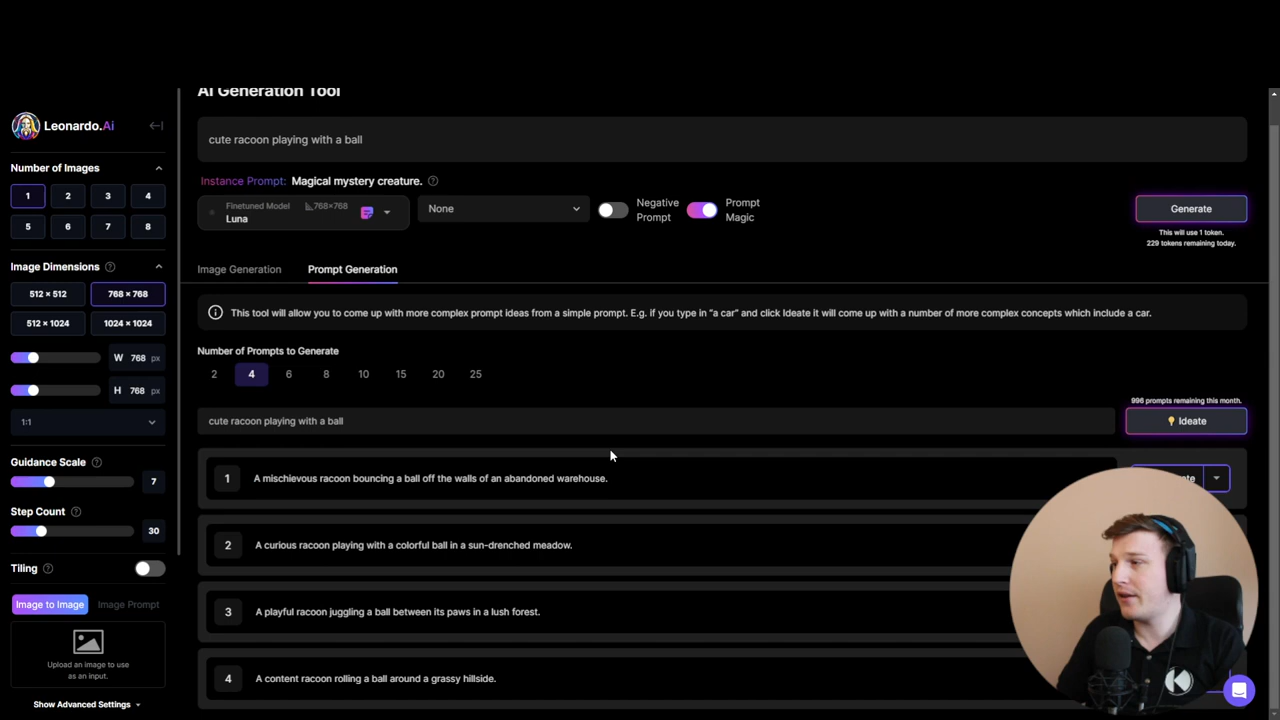 AI Generation Tool
Leonardo.Ai
cute racoon playing with a ball
Number of Images
1 2 3 4
5 6 7 8
Instance Prompt: Magical mystery creature.
Finetuned Model 768×768
Luna
None
Negative Prompt
Prompt Magic
Generate
This will use 1 token.
229 tokens remaining today.
Image Dimensions
512 × 512 768 × 768
512 × 1024 1024 × 1024
W 768 px
H 768 px
1:1
Guidance Scale
7
Step Count
30
Tiling
Image to Image Image Prompt
Upload an image to use
as an input.
Show Advanced Settings
Image Generation Prompt Generation
This tool will allow you to come up with more complex prompt ideas from a simple prompt. E.g. if you type in "a car" and click Ideate it will come up with a number of more complex concepts which include a car.
Number of Prompts to Generate
2 4 6 8 10 15 20 25
996 prompts remaining this month.
cute racoon playing with a ball
Ideate
1 A mischievous racoon bouncing a ball off the walls of an abandoned warehouse.
2 A curious racoon playing with a colorful ball in a sun-drenched meadow.
3 A playful racoon juggling a ball between its paws in a lush forest.
4 A content racoon rolling a ball around a grassy hillside.